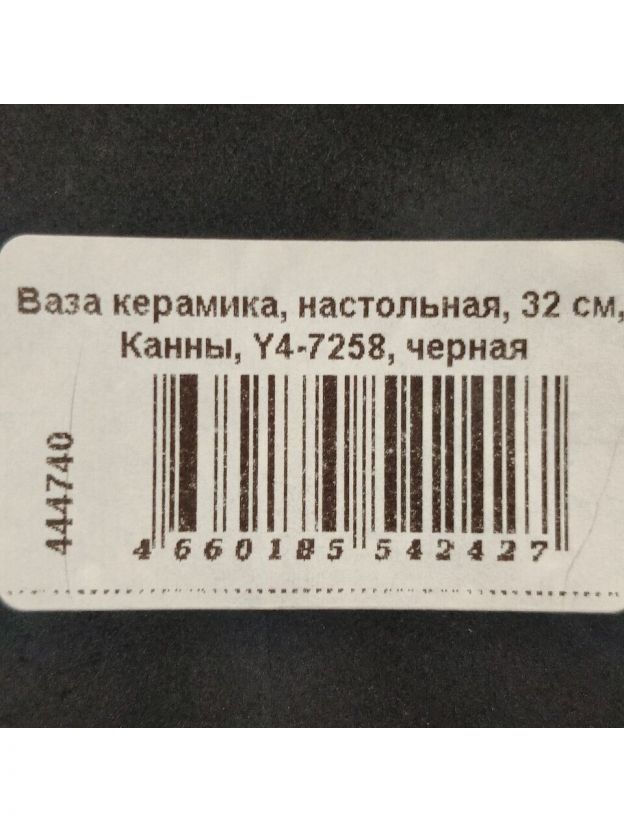 Ваза керамика, настольная, 32 см,
Канны, Y4-7258, черная
444740
4 660185 542427